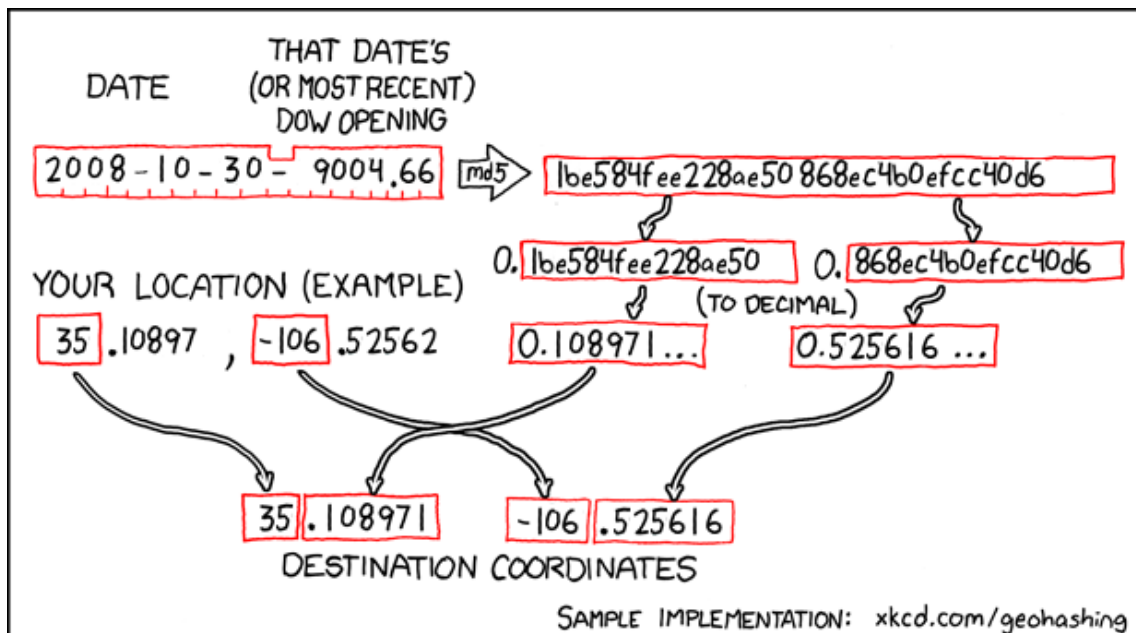 DATE
THAT DATE'S
(OR MOST RECENT)
DOW OPENING
2008-10-30- 9004.66
md5
1be584fee228ae50868ec4b0efcc40d6
0.1be584fee228ae50
0.868ec4b0efcc40d6
YOUR LOCATION (EXAMPLE)
(TO DECIMAL)
35.10897, -106.52562
0.108971...
0.525616...
35.108971
-106.525616
DESTINATION COORDINATES
SAMPLE IMPLEMENTATION: xkcd.com/geohashing